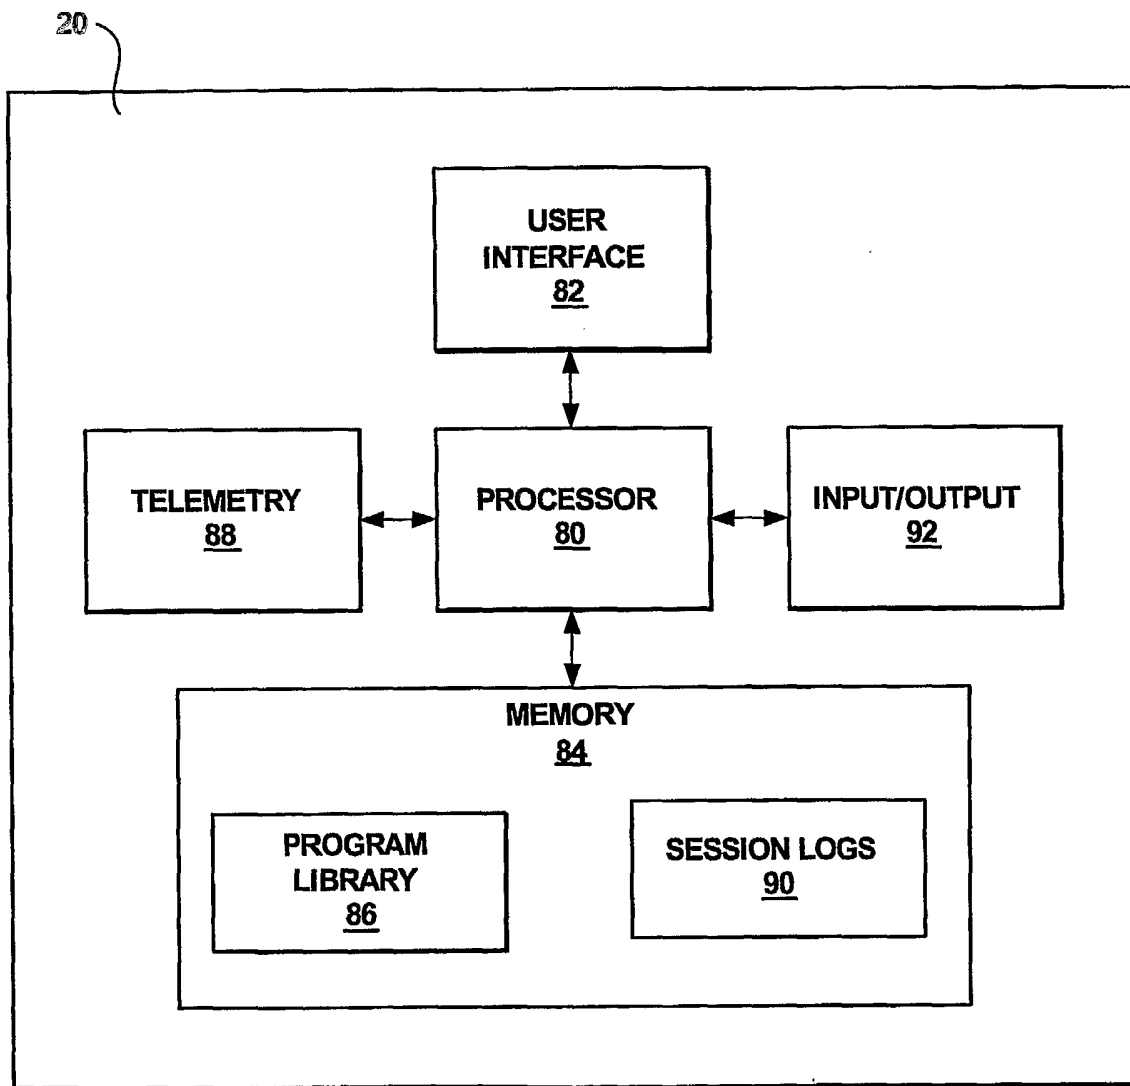 20
USER
INTERFACE
82
TELEMETRY
88
PROCESSOR
80
INPUT/OUTPUT
92
MEMORY
84
PROGRAM
LIBRARY
86
SESSION LOGS
90